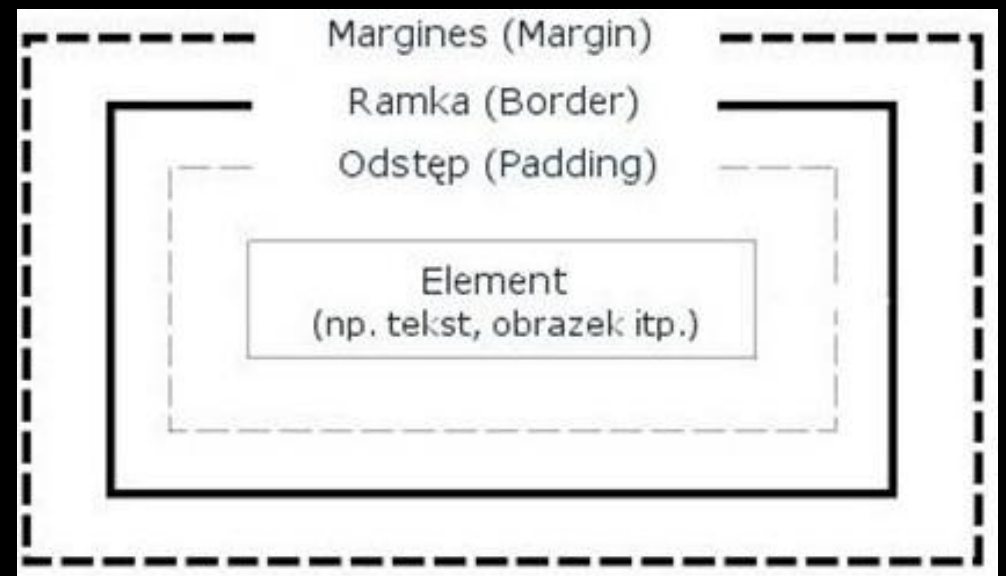 Margines (Margin)
Ramka (Border)
Odstęp (Padding)
Element
(np. tekst, obrazek itp.)